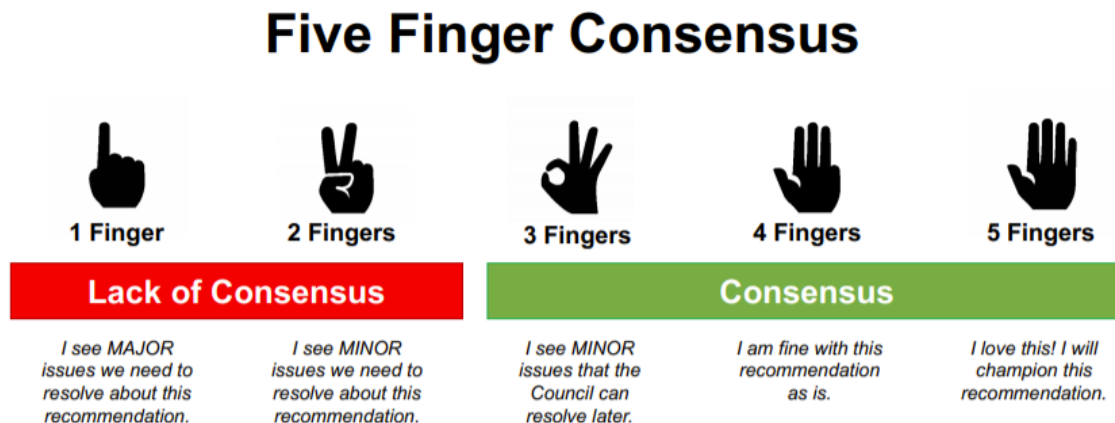 Five Finger Consensus
1 Finger
2 Fingers
3 Fingers
4 Fingers
5 Fingers
Lack of Consensus
Consensus
I see MAJOR
issues we need to
resolve about this
recommendation.
I see MINOR
issues we need to
resolve about this
recommendation.
I see MINOR
issues that the
Council can
resolve later.
I am fine with this
recommendation
as is.
I love this! I will
champion this
recommendation.